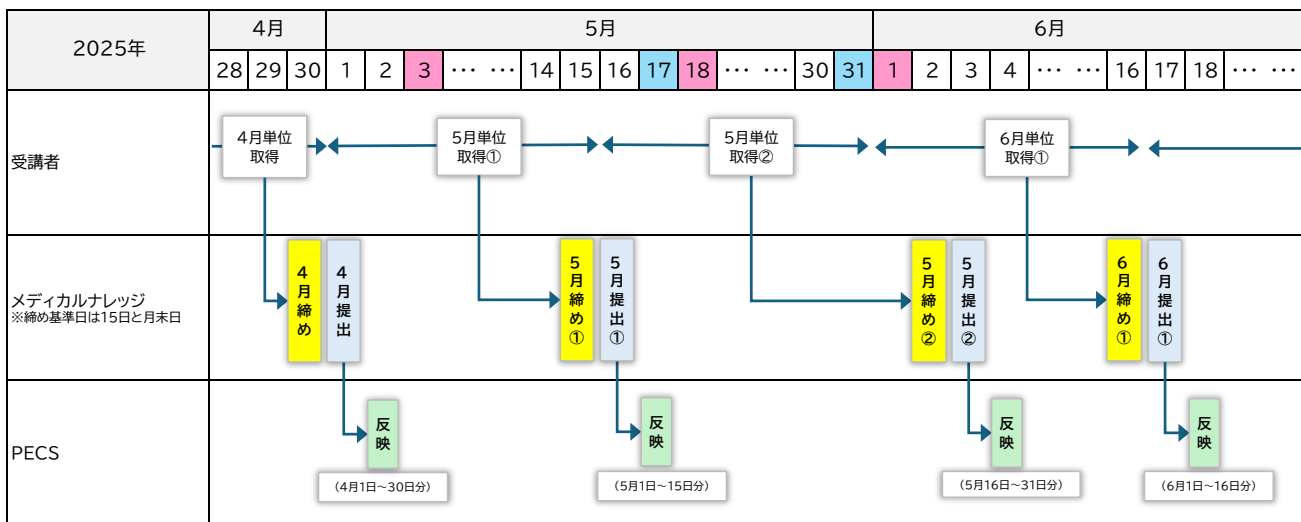 2025年
4月
5月
6月
28 29 30 1 2 3 ‥ ‥ 14 15 16 17 18 ‥ ‥ 30 31 1 2 3 4 ‥ ‥ 16 17 18 ‥ ‥
受講者
4月単位
取得
5月単位
取得①
5月単位
取得②
6月単位
取得①
メディカルナレッジ
※締め基準日は15日と月末日
4月締め
4月提出
5月締め①
5月提出①
5月締め②
5月提出②
6月締め①
6月提出①
PECS
反映
反映
反映
反映
(4月1日～30日分)
(5月1日～15日分)
(5月16日～31日分)
(6月1日～16日分)